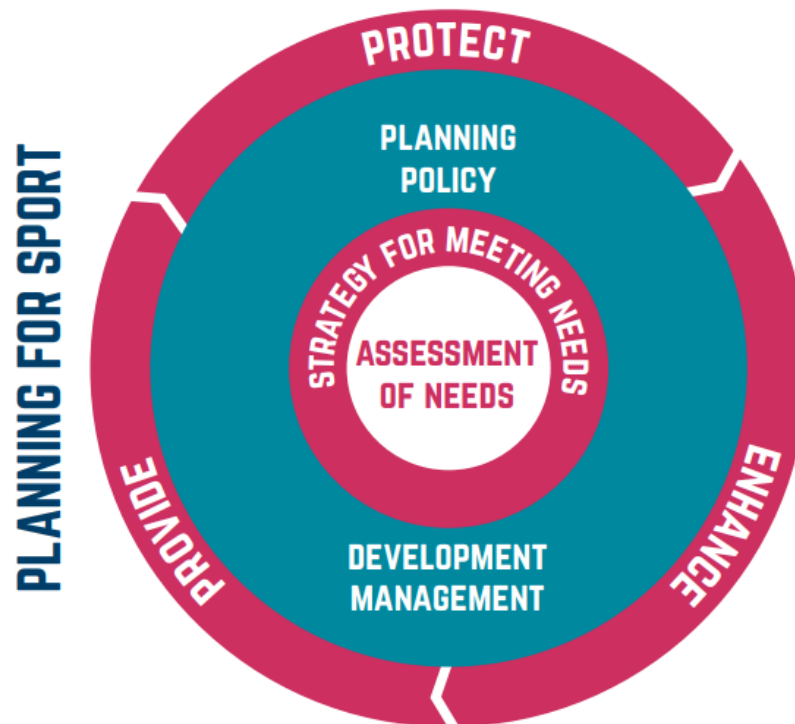 PLANNING FOR SPORT
PROTECT
PLANNING
POLICY
STRATEGY FOR MEETING NEEDS
ASSESSMENT
OF NEEDS
DEVELOPMENT
MANAGEMENT
PROVIDE
ENHANCE